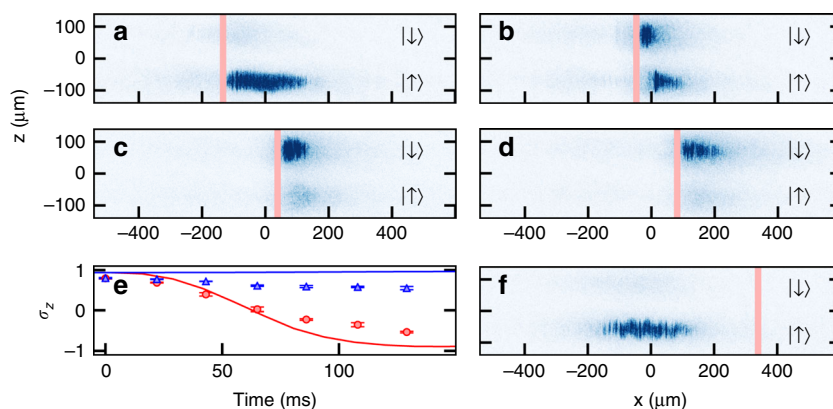 100 a |↓⟩ b |↓⟩
0
−100 |↑⟩ |↑⟩
z (μm)
100 c |↓⟩ d |↓⟩
0
−100 |↑⟩ |↑⟩
−400 −200 0 200 400 −400 −200 0 200 400
1 e f |↓⟩
σz 0
−1 |↑⟩
0 50 100 −400 −200 0 200 400
Time (ms) x (μm)